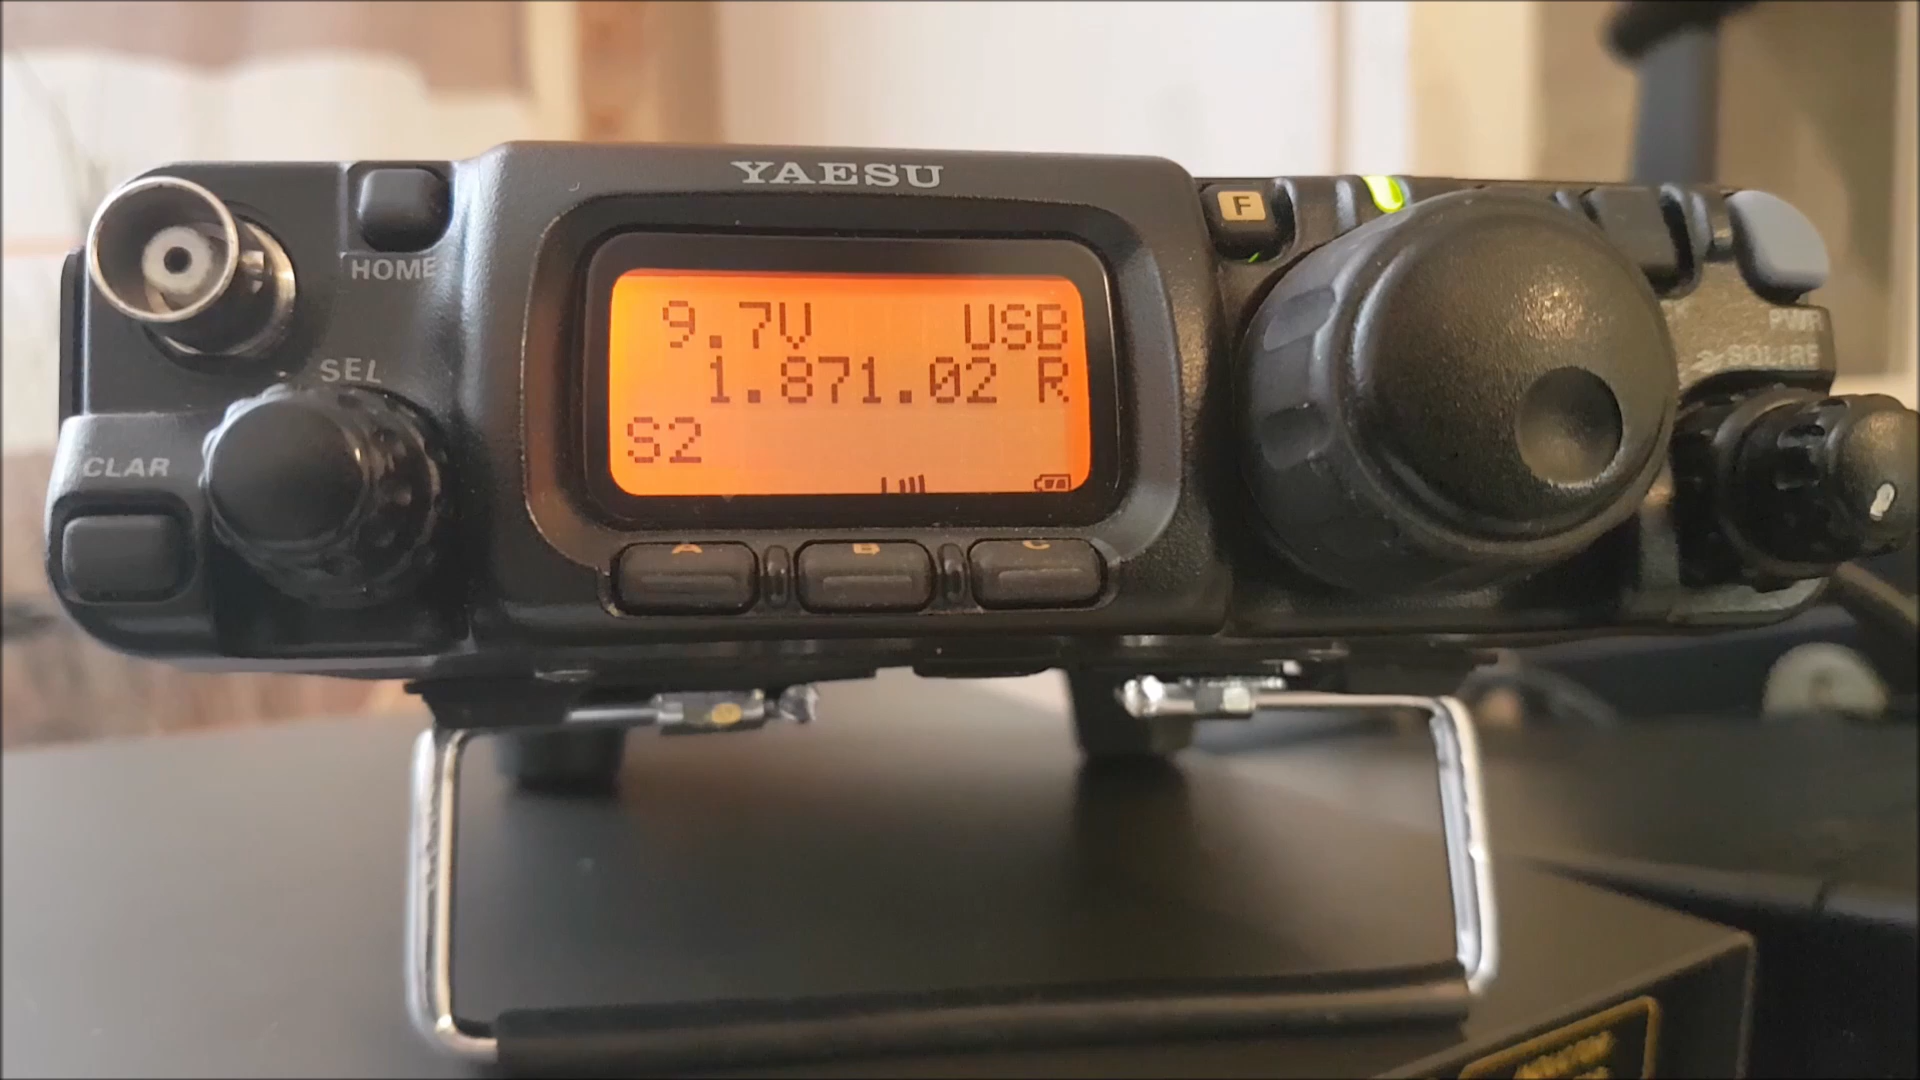 YAESU
F
HOME
9.7V USB
1.871.02 R
S2
SEL
CLAR
PWR
SQL/RF
A B C